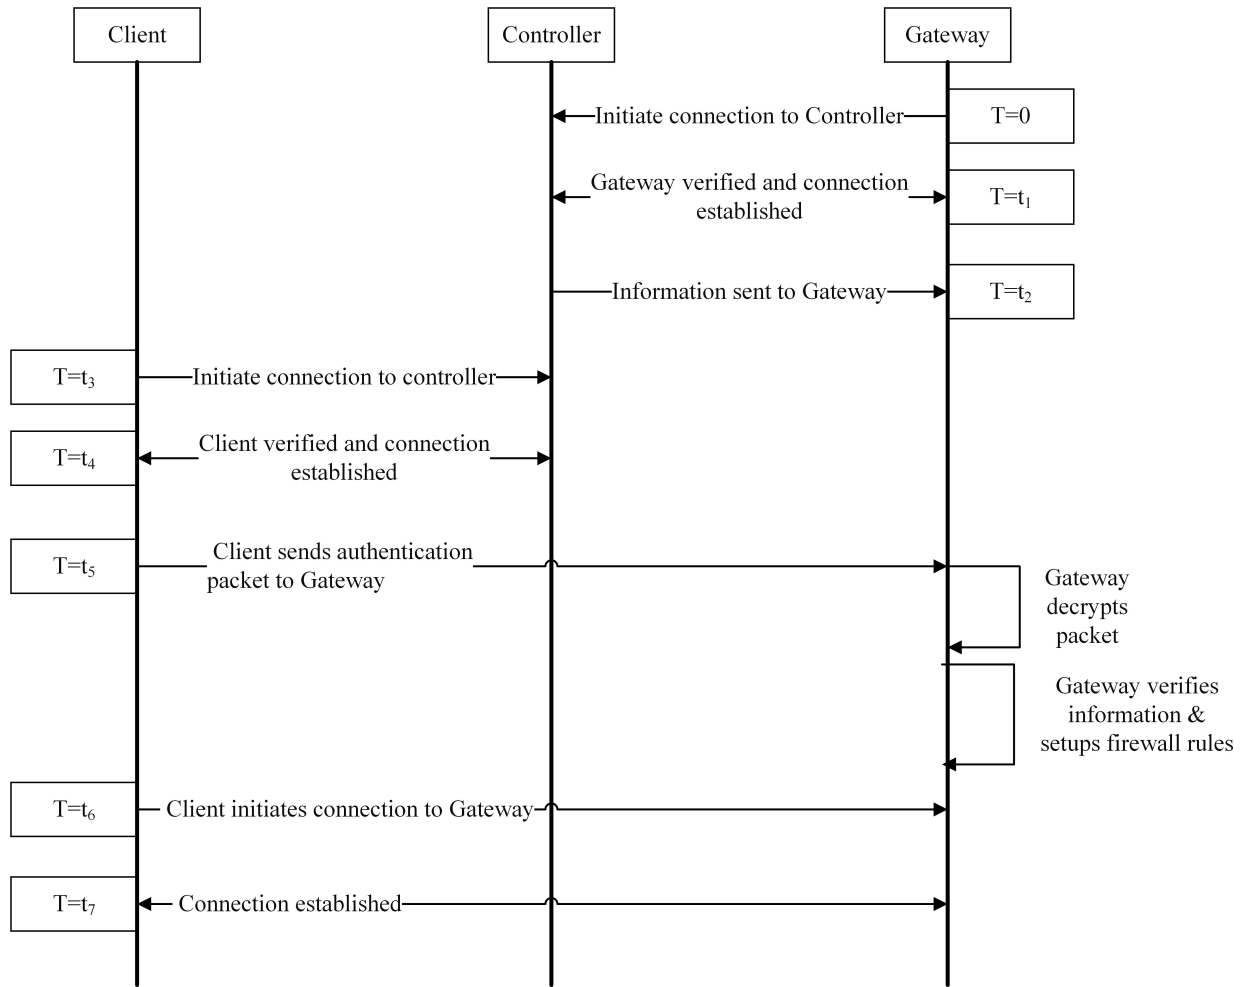 Client
Controller
Gateway
Initiate connection to Controller
T=0
Gateway verified and connection
established
T=t₁
Information sent to Gateway
T=t₂
T=t₃
Initiate connection to controller
T=t₄
Client verified and connection
established
T=t₅
Client sends authentication
packet to Gateway
Gateway
decrypts
packet
Gateway verifies
information &
setups firewall rules
T=t₆
Client initiates connection to Gateway
T=t₇
Connection established